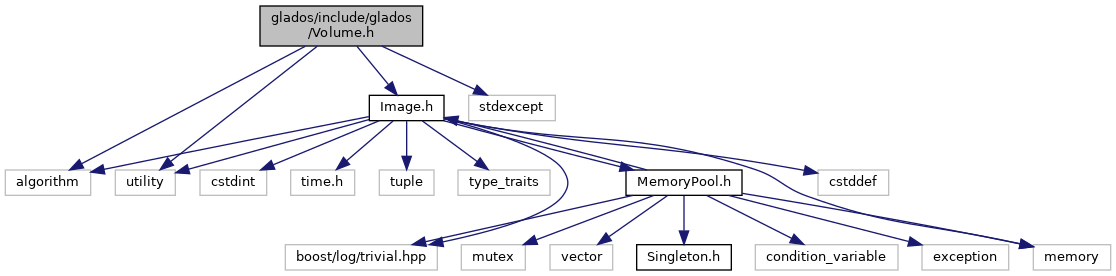 glados/include/glados
/Volume.h
Image.h
stdexcept
algorithm
utility
cstdint
time.h
tuple
type_traits
MemoryPool.h
cstddef
boost/log/trivial.hpp
mutex
vector
Singleton.h
condition_variable
exception
memory